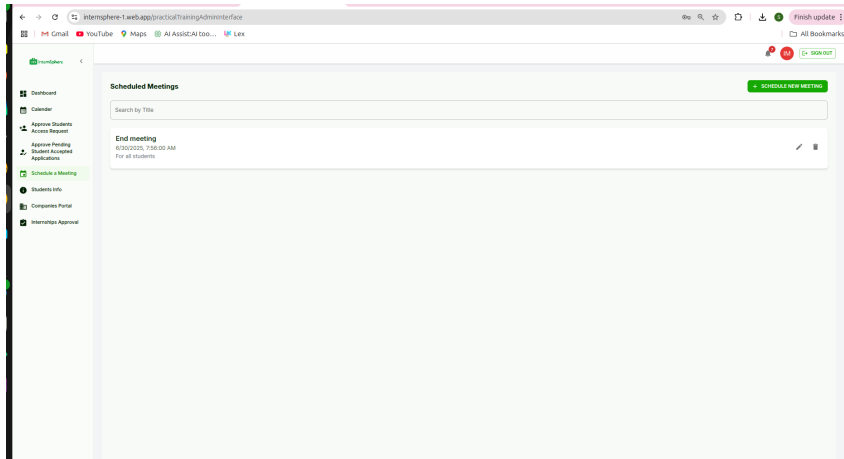 internsphere-1.web.app/practicalTrainingAdminInterface
Finish update
M Gmail
YouTube
Maps
AI Assist:AI too...
Lex
All Bookmarks
InternSphere
IM
SIGN OUT
Dashboard
Calender
Approve Students
Access Request
Approve Pending
Student Accepted
Applications
Schedule a Meeting
Students Info
Companies Portal
Internships Approval
Scheduled Meetings
+ SCHEDULE NEW MEETING
Search by Title
End meeting
6/30/2025, 7:56:00 AM
For all students